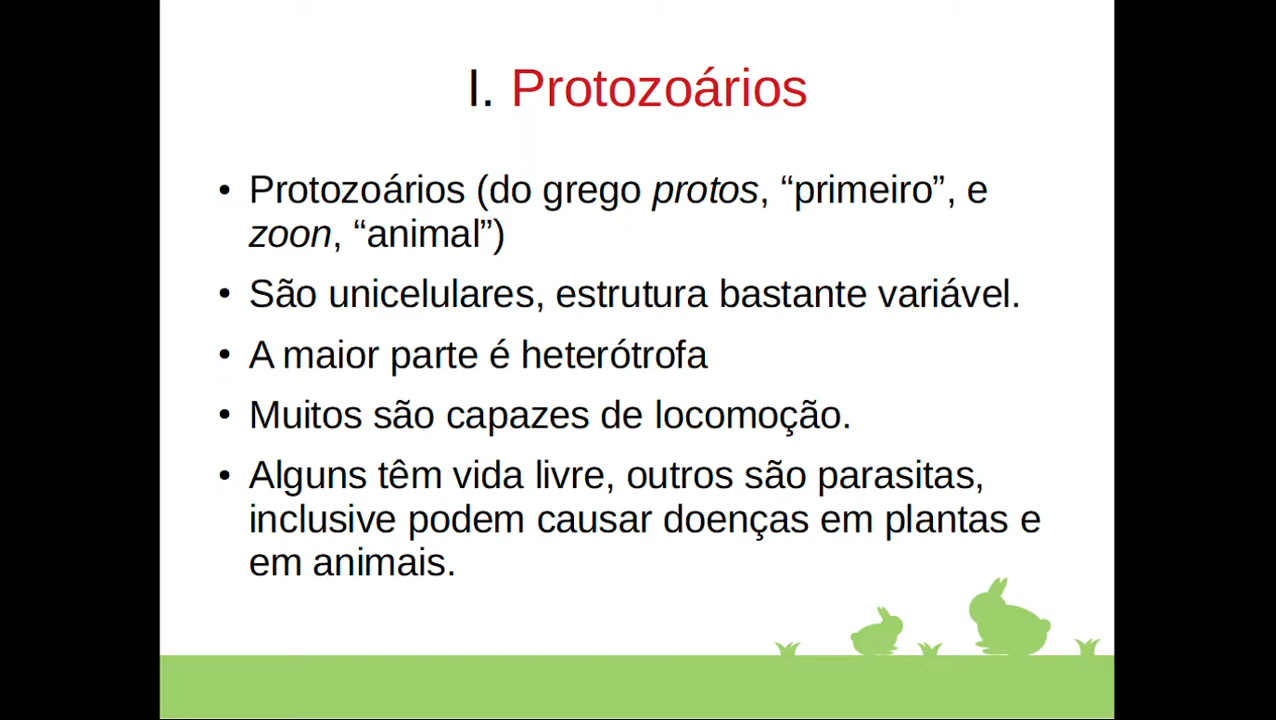 I. Protozoários
• Protozoários (do grego protos, “primeiro”, e
zoon, “animal”)
• São unicelulares, estrutura bastante variável.
• A maior parte é heterótrofa
• Muitos são capazes de locomoção.
• Alguns têm vida livre, outros são parasitas,
inclusive podem causar doenças em plantas e
em animais.